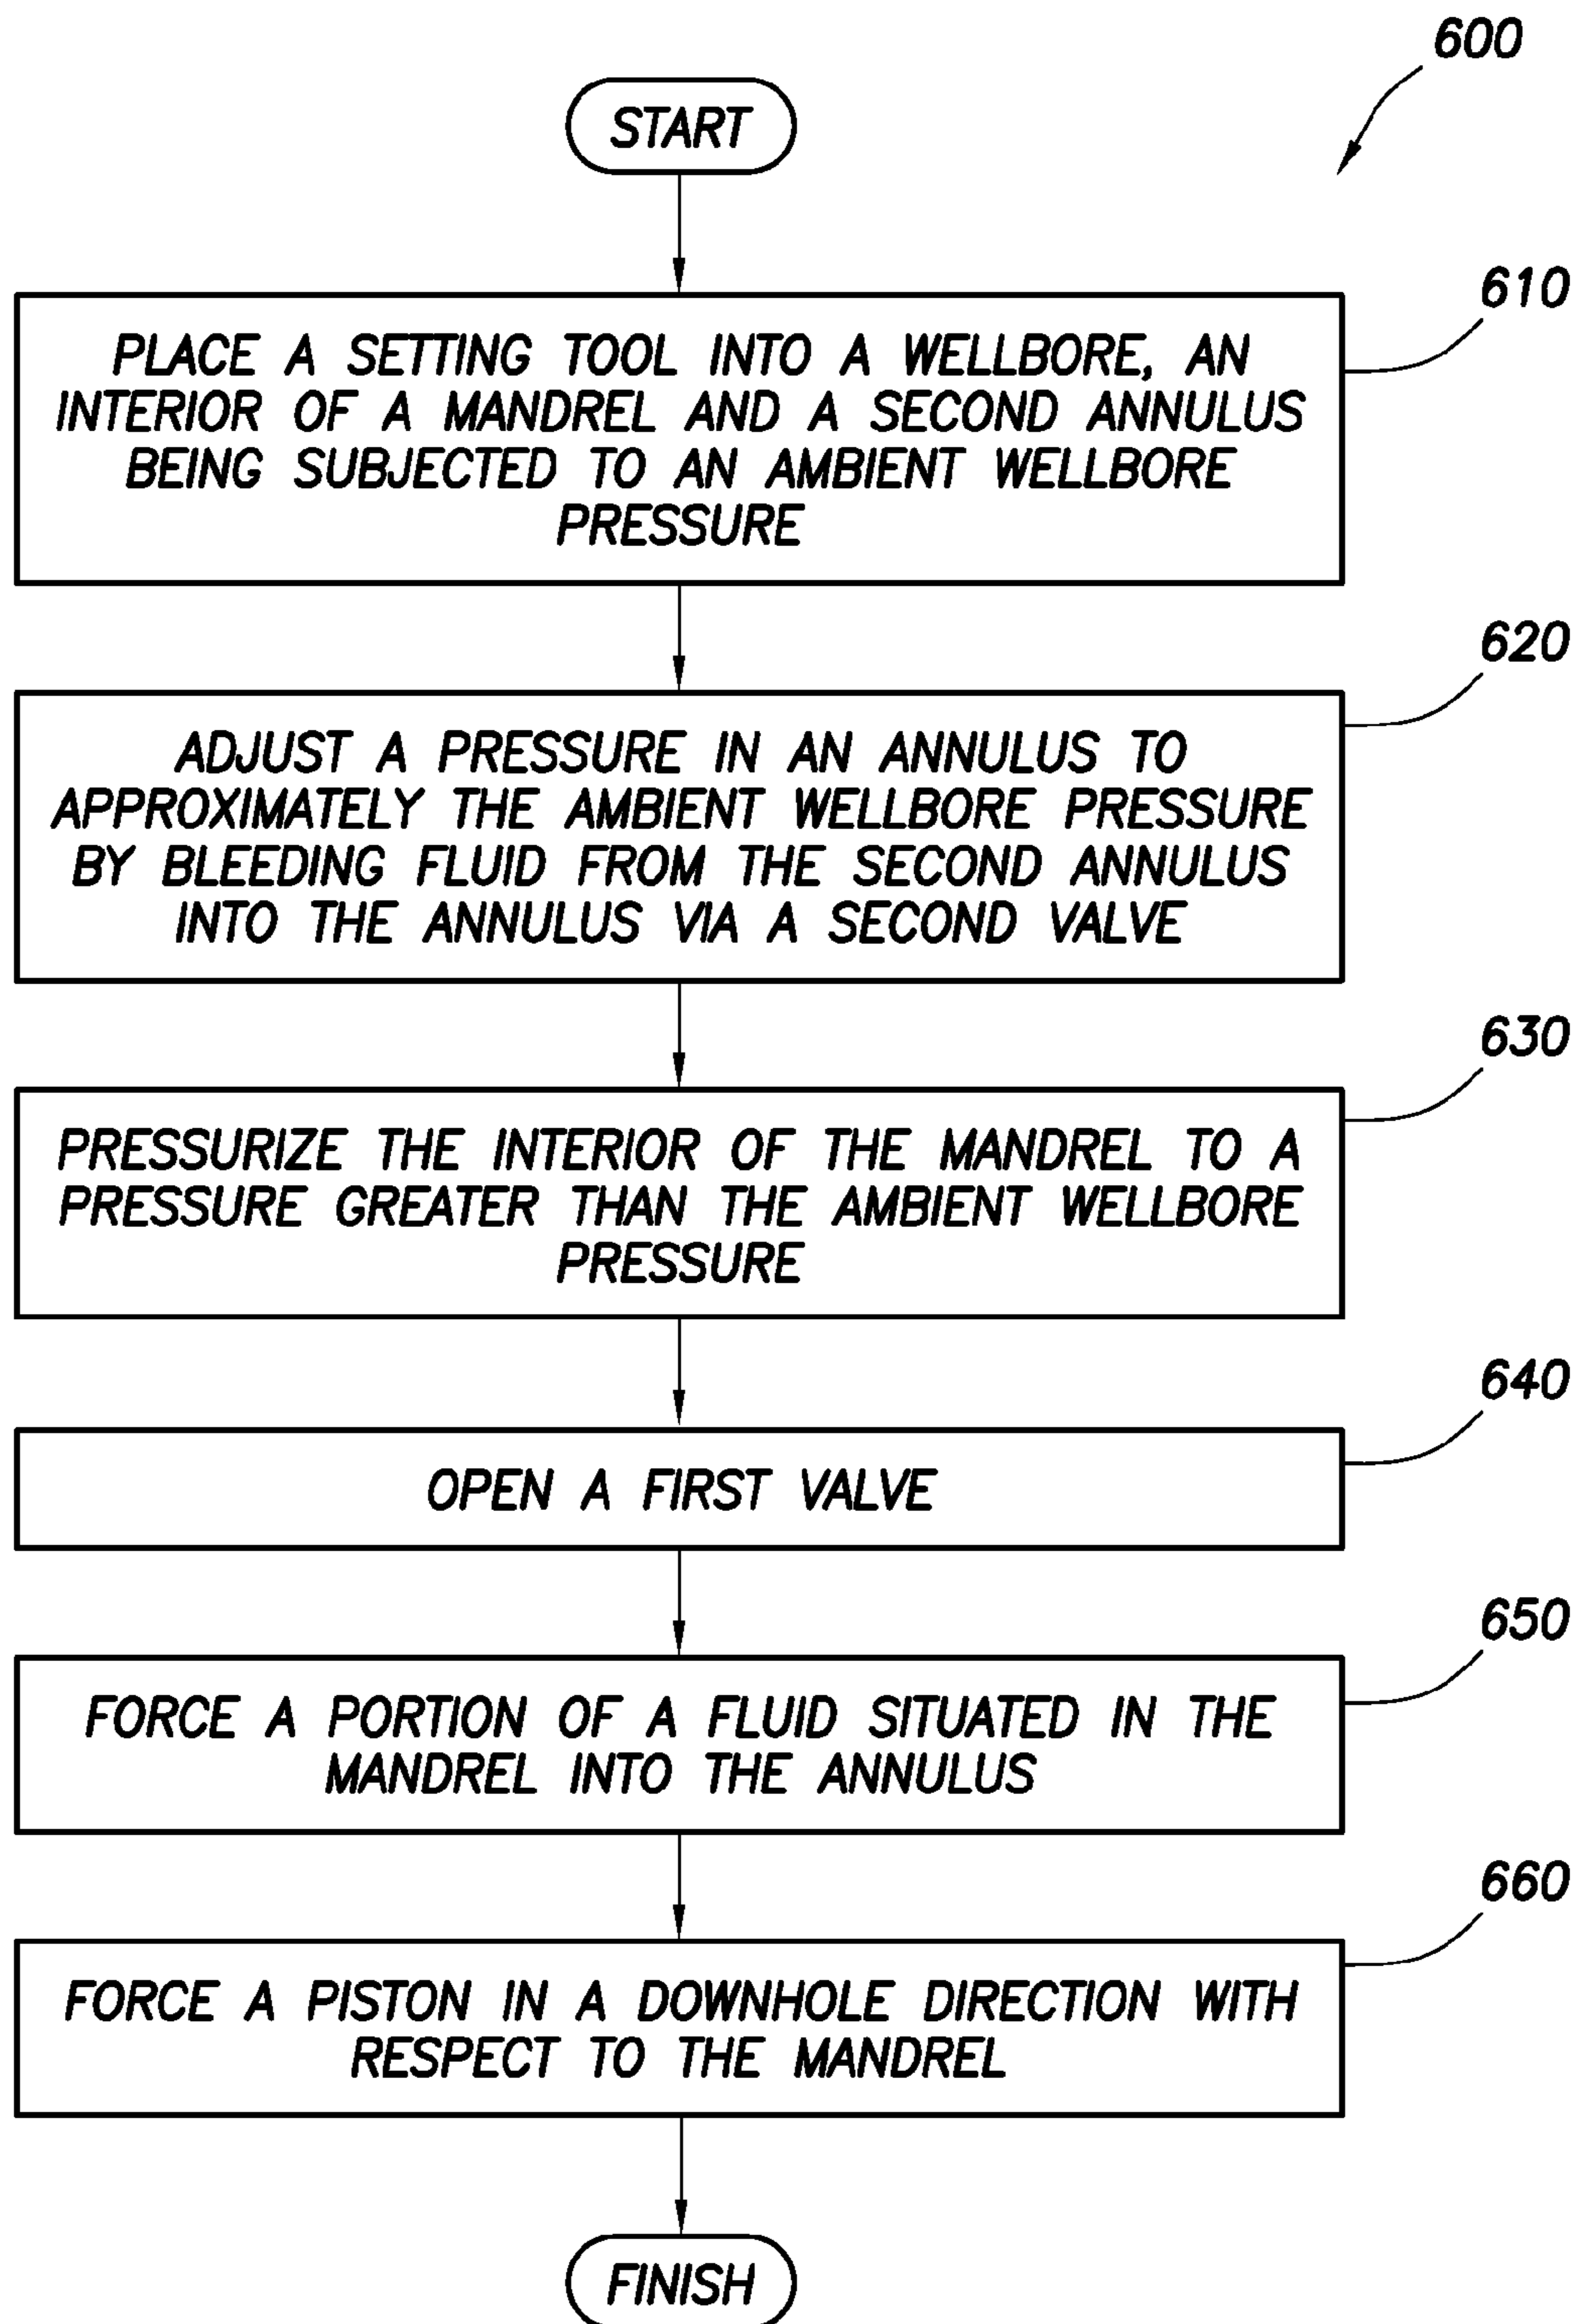 600
START
610
PLACE A SETTING TOOL INTO A WELLBORE, AN
INTERIOR OF A MANDREL AND A SECOND ANNULUS
BEING SUBJECTED TO AN AMBIENT WELLBORE
PRESSURE
620
ADJUST A PRESSURE IN AN ANNULUS TO
APPROXIMATELY THE AMBIENT WELLBORE PRESSURE
BY BLEEDING FLUID FROM THE SECOND ANNULUS
INTO THE ANNULUS VIA A SECOND VALVE
630
PRESSURIZE THE INTERIOR OF THE MANDREL TO A
PRESSURE GREATER THAN THE AMBIENT WELLBORE
PRESSURE
640
OPEN A FIRST VALVE
650
FORCE A PORTION OF A FLUID SITUATED IN THE
MANDREL INTO THE ANNULUS
660
FORCE A PISTON IN A DOWNHOLE DIRECTION WITH
RESPECT TO THE MANDREL
FINISH